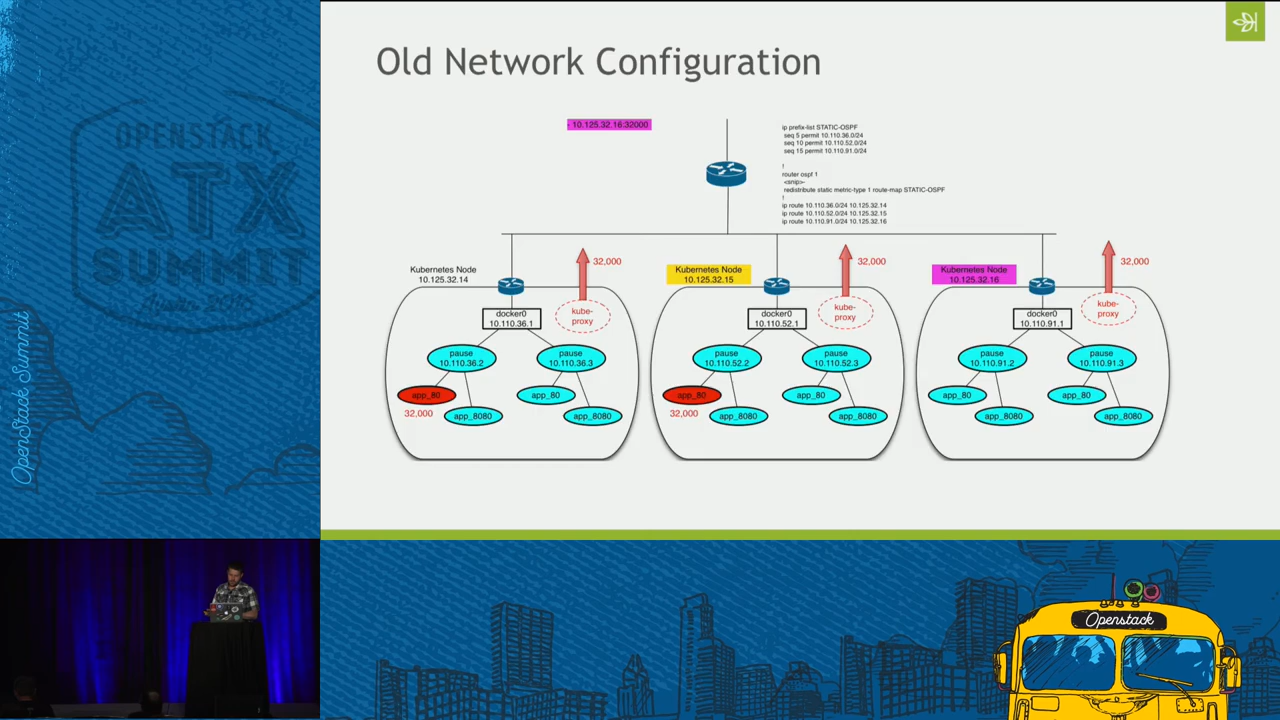 Old Network Configuration
- 10.125.32.16:32000
ip prefix-list STATIC-OSPF
seq 5 permit 10.110.36.0/24
seq 10 permit 10.110.52.0/24
seq 15 permit 10.110.91.0/24
!
router ospf 1
<snip>
redistribute static metric-type 1 route-map STATIC-OSPF
!
ip route 10.110.36.0/24 10.125.32.14
ip route 10.110.52.0/24 10.125.32.15
ip route 10.110.91.0/24 10.125.32.16
Kubernetes Node
10.125.32.14
32,000
kube-
proxy
docker0
10.110.36.1
pause
10.110.36.2
pause
10.110.36.3
app_80
32,000
app_8080
app_80
app_8080
Kubernetes Node
10.125.32.15
32,000
kube-
proxy
docker0
10.110.52.1
pause
10.110.52.2
pause
10.110.52.3
app_80
32,000
app_8080
app_80
app_8080
Kubernetes Node
10.125.32.16
32,000
kube-
proxy
docker0
10.110.91.1
pause
10.110.91.2
pause
10.110.91.3
app_80
app_8080
app_80
app_8080
OpenStack Summit
ATX
SUMMIT
Openstack